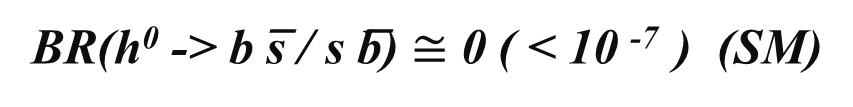 BR(h⁰ -> b s̅ / s b̅) ≅ 0 ( < 10 ⁻⁷ ) (SM)